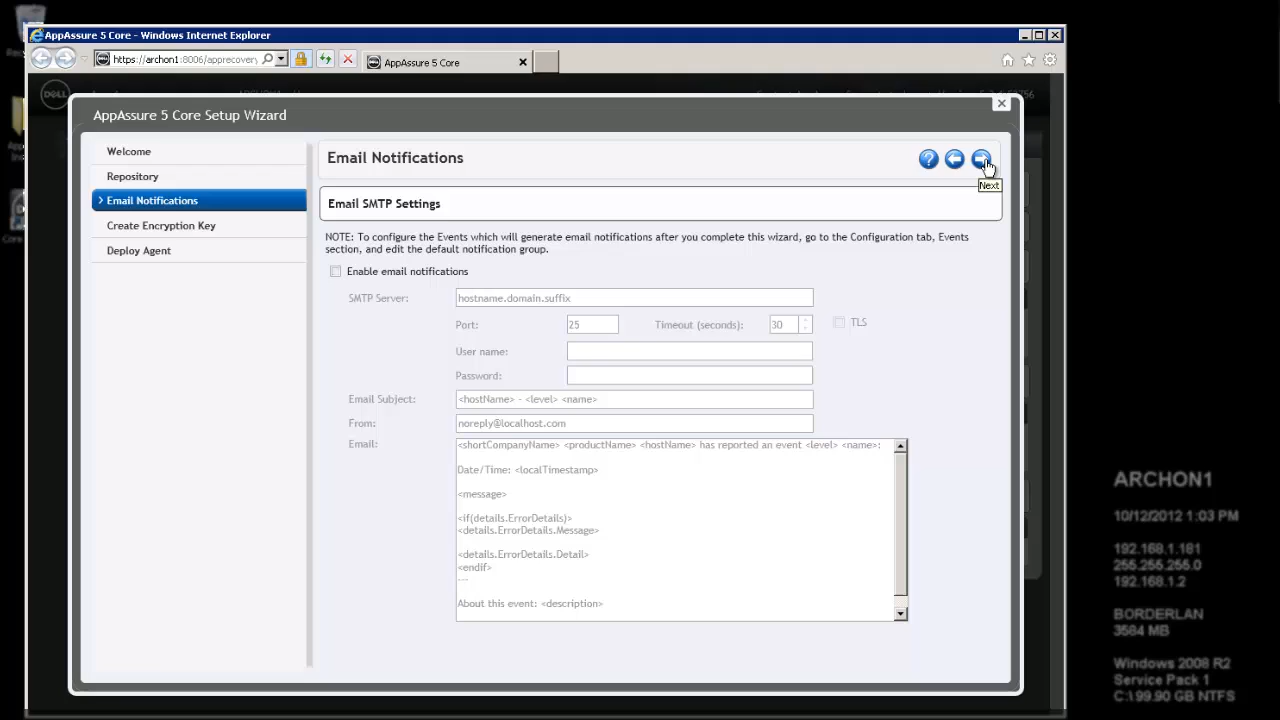 AppAssure 5 Core - Windows Internet Explorer
https://archon1:8006/apprecovery
AppAssure 5 Core
DELL
AppAssure 5 Core Setup Wizard
Welcome
Repository
Email Notifications
Create Encryption Key
Deploy Agent
Email Notifications
Next
Email SMTP Settings
NOTE: To configure the Events which will generate email notifications after you complete this wizard, go to the Configuration tab, Events
section, and edit the default notification group.
Enable email notifications
SMTP Server: hostname.domain.suffix
Port: 25 Timeout (seconds): 30 TLS
User name:
Password:
Email Subject: <hostName> - <level> <name>
From: noreply@localhost.com
Email: <shortCompanyName> <productName> <hostName> has reported an event <level> <name>:
Date/Time: <localTimestamp>
<message>
<if(details.ErrorDetails)>
<details.ErrorDetails.Message>
<details.ErrorDetails.Detail>
<endif>
---
About this event: <description>
ARCHON1
10/12/2012 1:03 PM
192.168.1.181
255.255.255.0
192.168.1.2
BORDERLAN
3584 MB
Windows 2008 R2
Service Pack 1
C:\ 99.90 GB NTFS